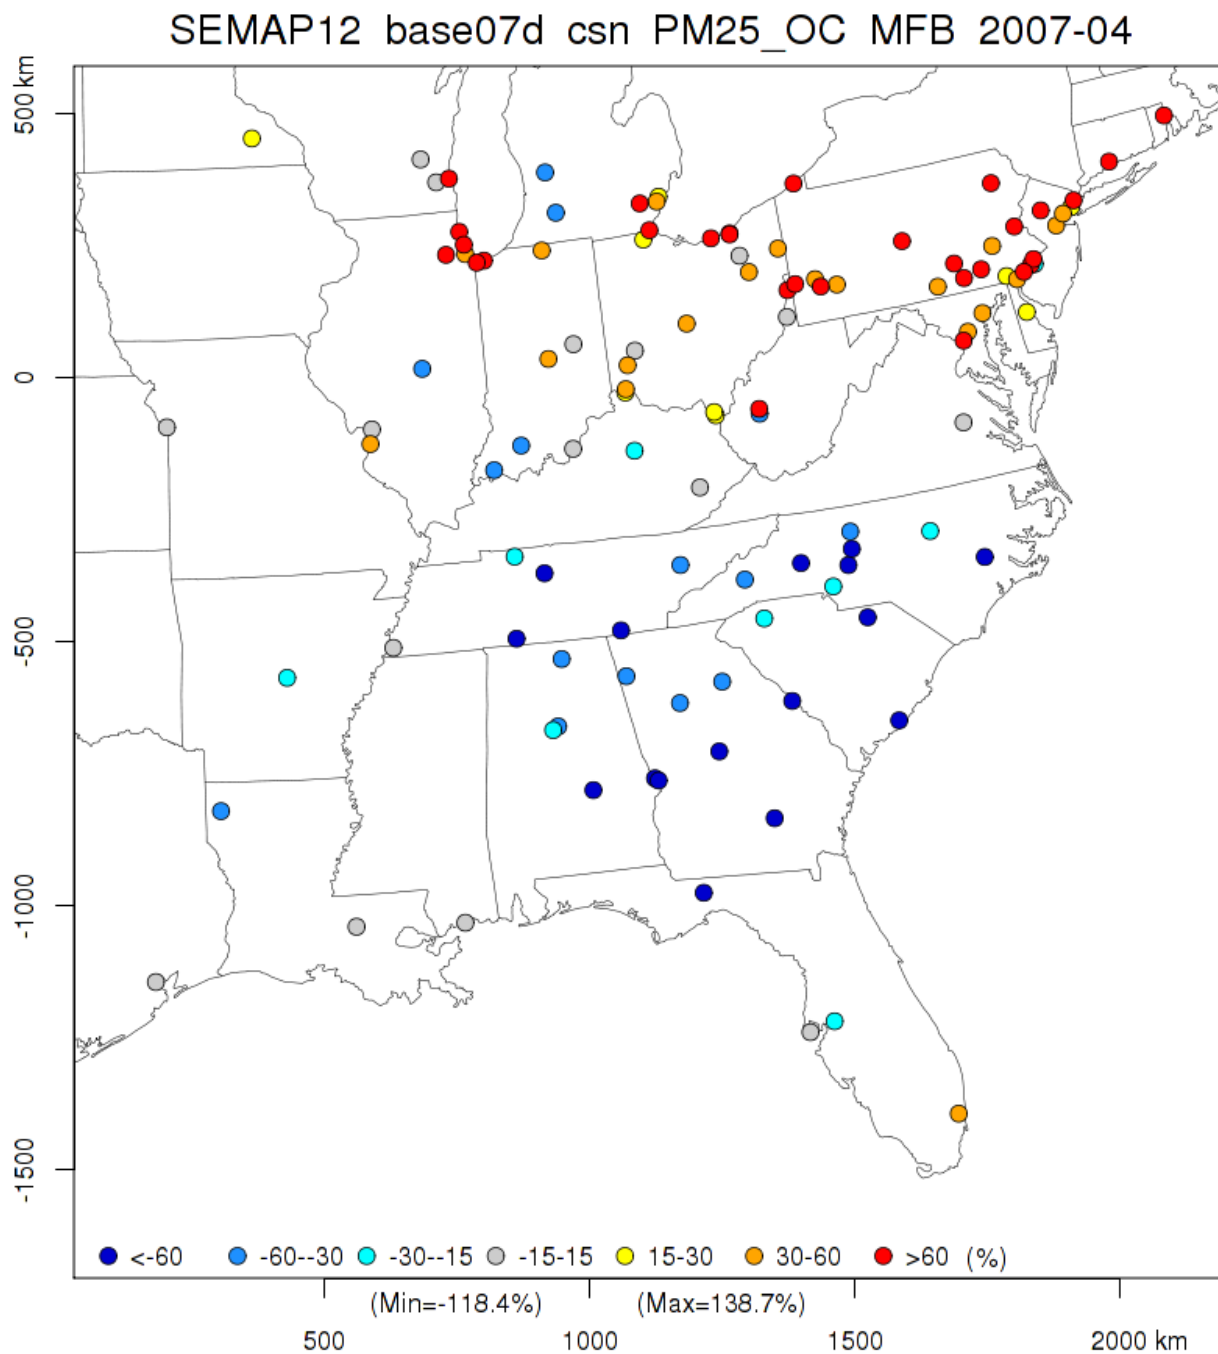 SEMAP12 base07d csn PM25_OC MFB 2007-04
500 km
0
-500
-1000
-1500
<-60 -60--30 -30--15 -15-15 15-30 30-60 >60 (%)
(Min=-118.4%) (Max=138.7%)
500 1000 1500 2000 km